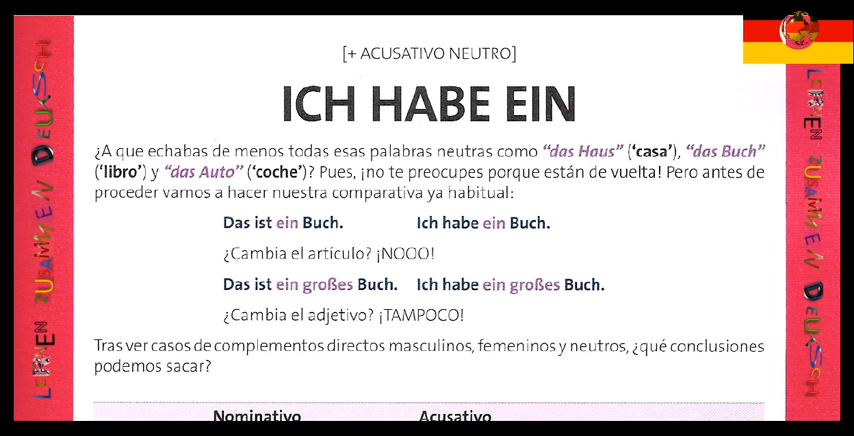 [+ ACUSATIVO NEUTRO]
ICH HABE EIN
¿A que echabas de menos todas esas palabras neutras como “das Haus” (‘casa’), “das Buch”
(‘libro’) y “das Auto” (‘coche’)? Pues, ¡no te preocupes porque están de vuelta! Pero antes de
proceder vamos a hacer nuestra comparativa ya habitual:
Das ist ein Buch. Ich habe ein Buch.
¿Cambia el artículo? ¡NOOO!
Das ist ein großes Buch. Ich habe ein großes Buch.
¿Cambia el adjetivo? ¡TAMPOCO!
Tras ver casos de complementos directos masculinos, femeninos y neutros, ¿qué conclusiones
podemos sacar?
Nominativo Acusativo
LERNEN ZUSAMMEN DEUKSCH
LERNEN ZUSAMMEN DEUKSCH